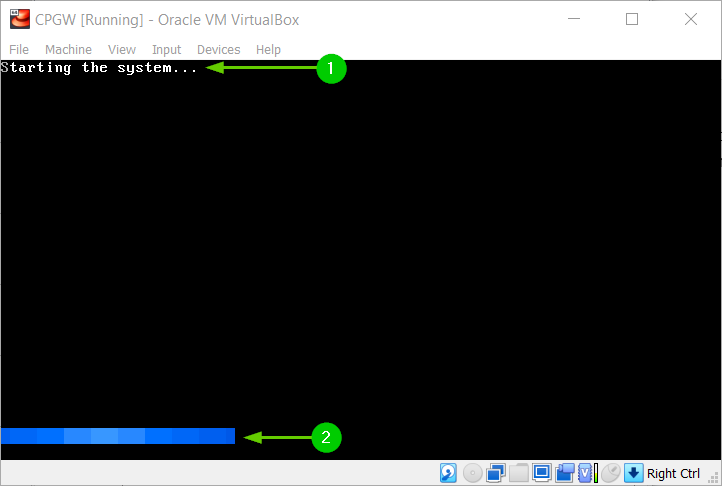 CPGW [Running] - Oracle VM VirtualBox
File Machine View Input Devices Help
Starting the system...
1
2
Right Ctrl